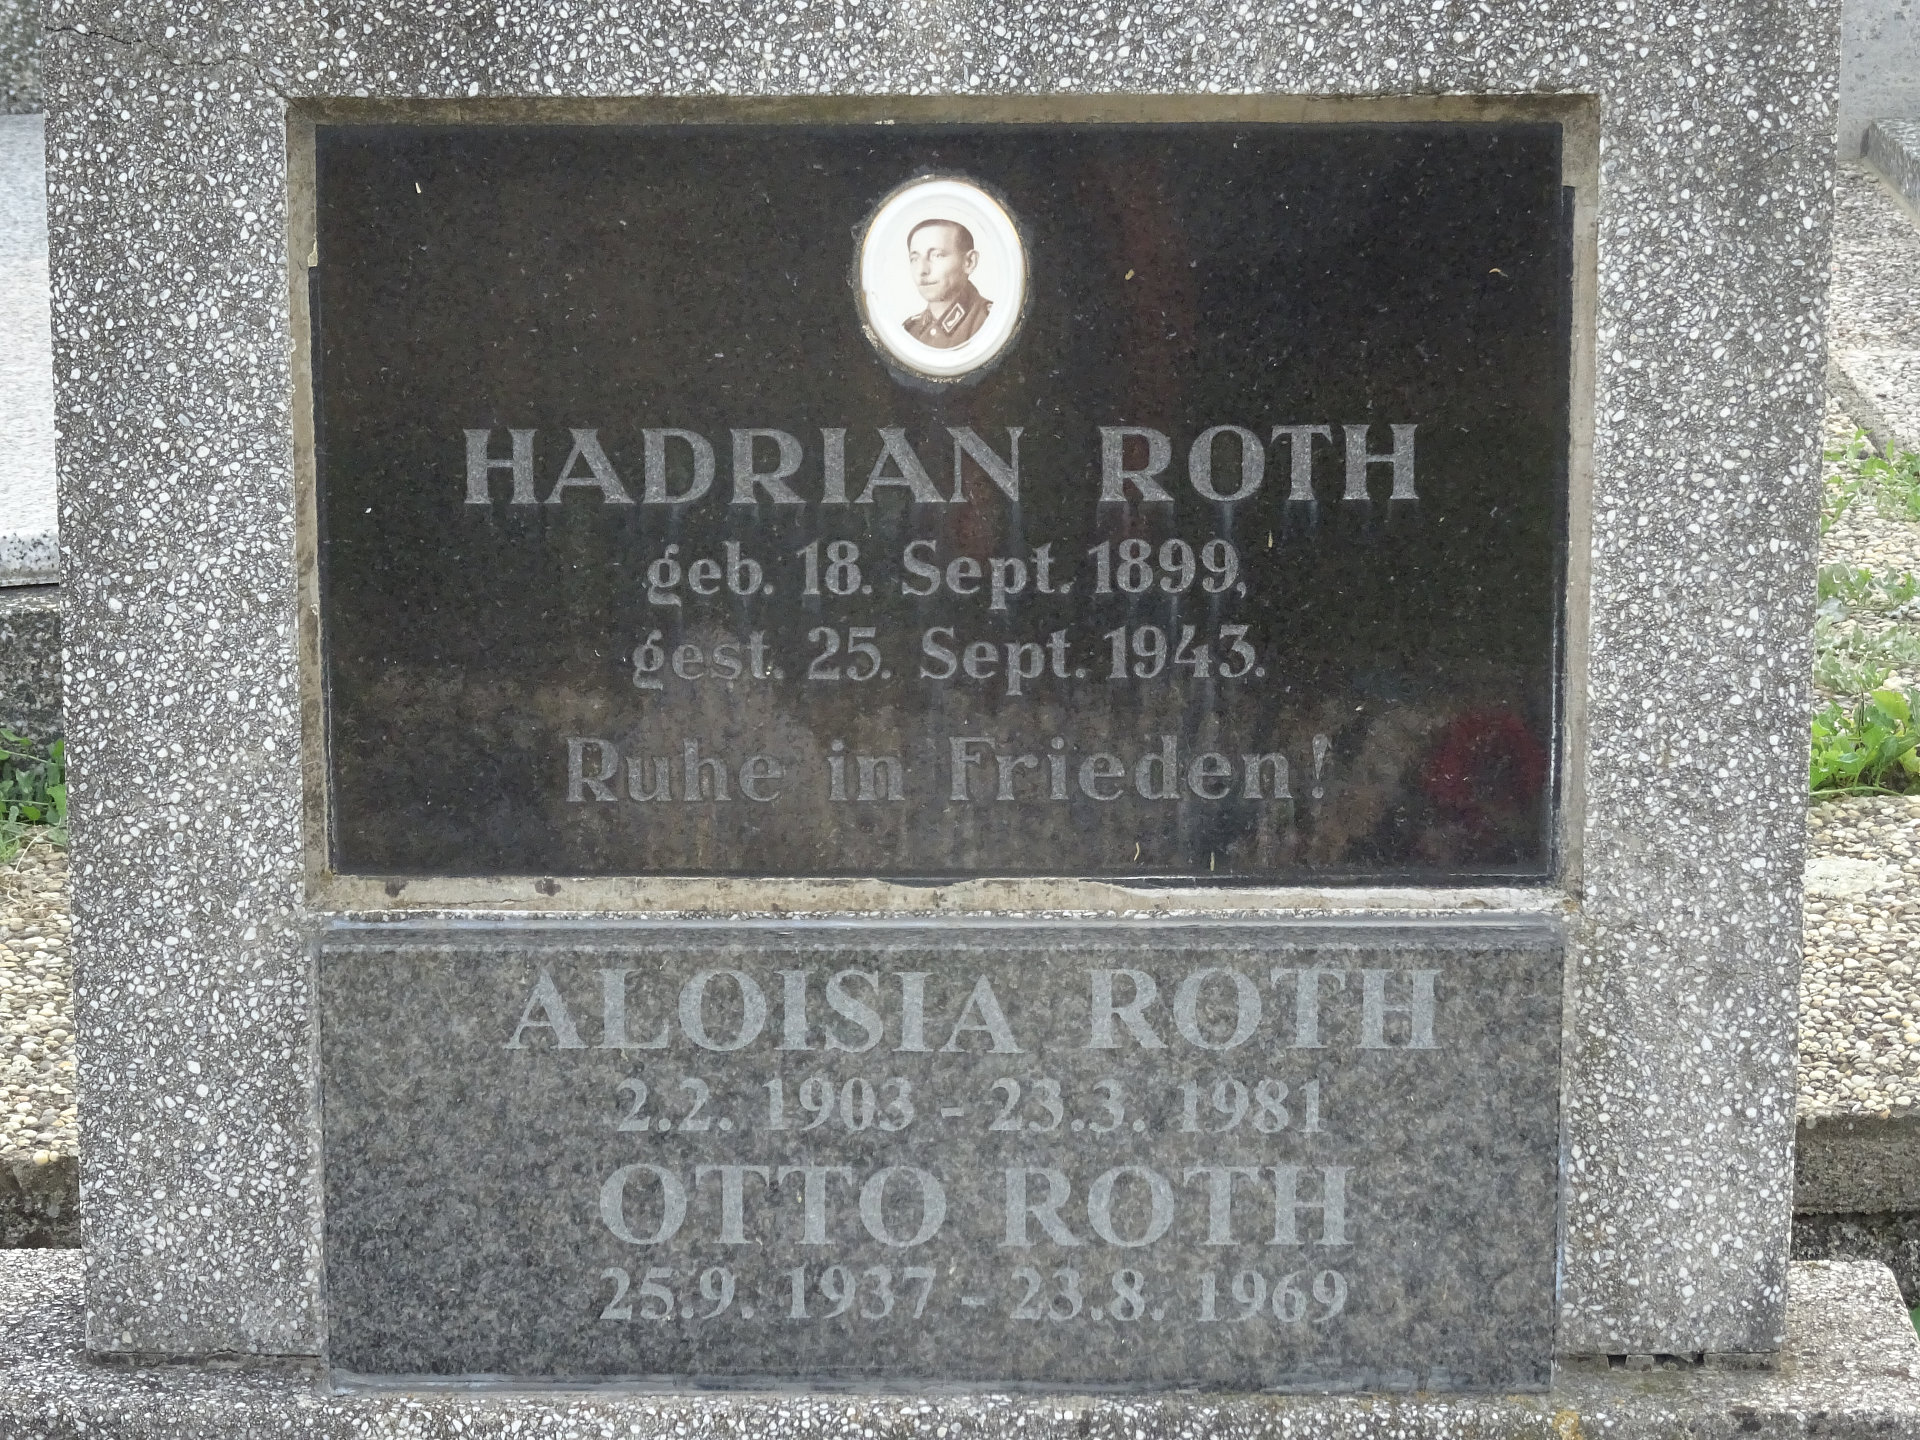 HADRIAN ROTH
geb. 18. Sept. 1899,
gest. 25. Sept. 1943.
Ruhe in Frieden!
ALOISIA ROTH
2.2. 1903 - 23.3. 1981
OTTO ROTH
25.9. 1937 - 23.8. 1969